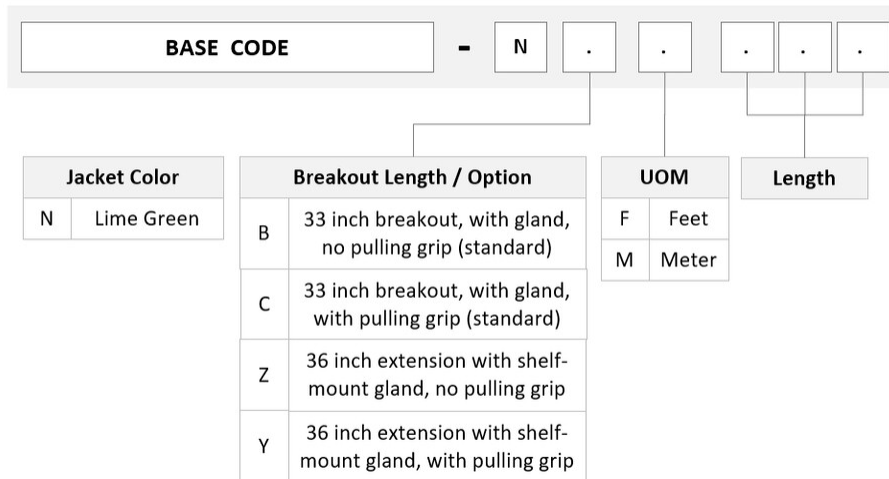 BASE CODE - N . . . . .
Jacket Color
N Lime Green
Breakout Length / Option
B 33 inch breakout, with gland,
no pulling grip (standard)
C 33 inch breakout, with gland,
with pulling grip (standard)
Z 36 inch extension with shelf-
mount gland, no pulling grip
Y 36 inch extension with shelf-
mount gland, with pulling grip
UOM
F Feet
M Meter
Length